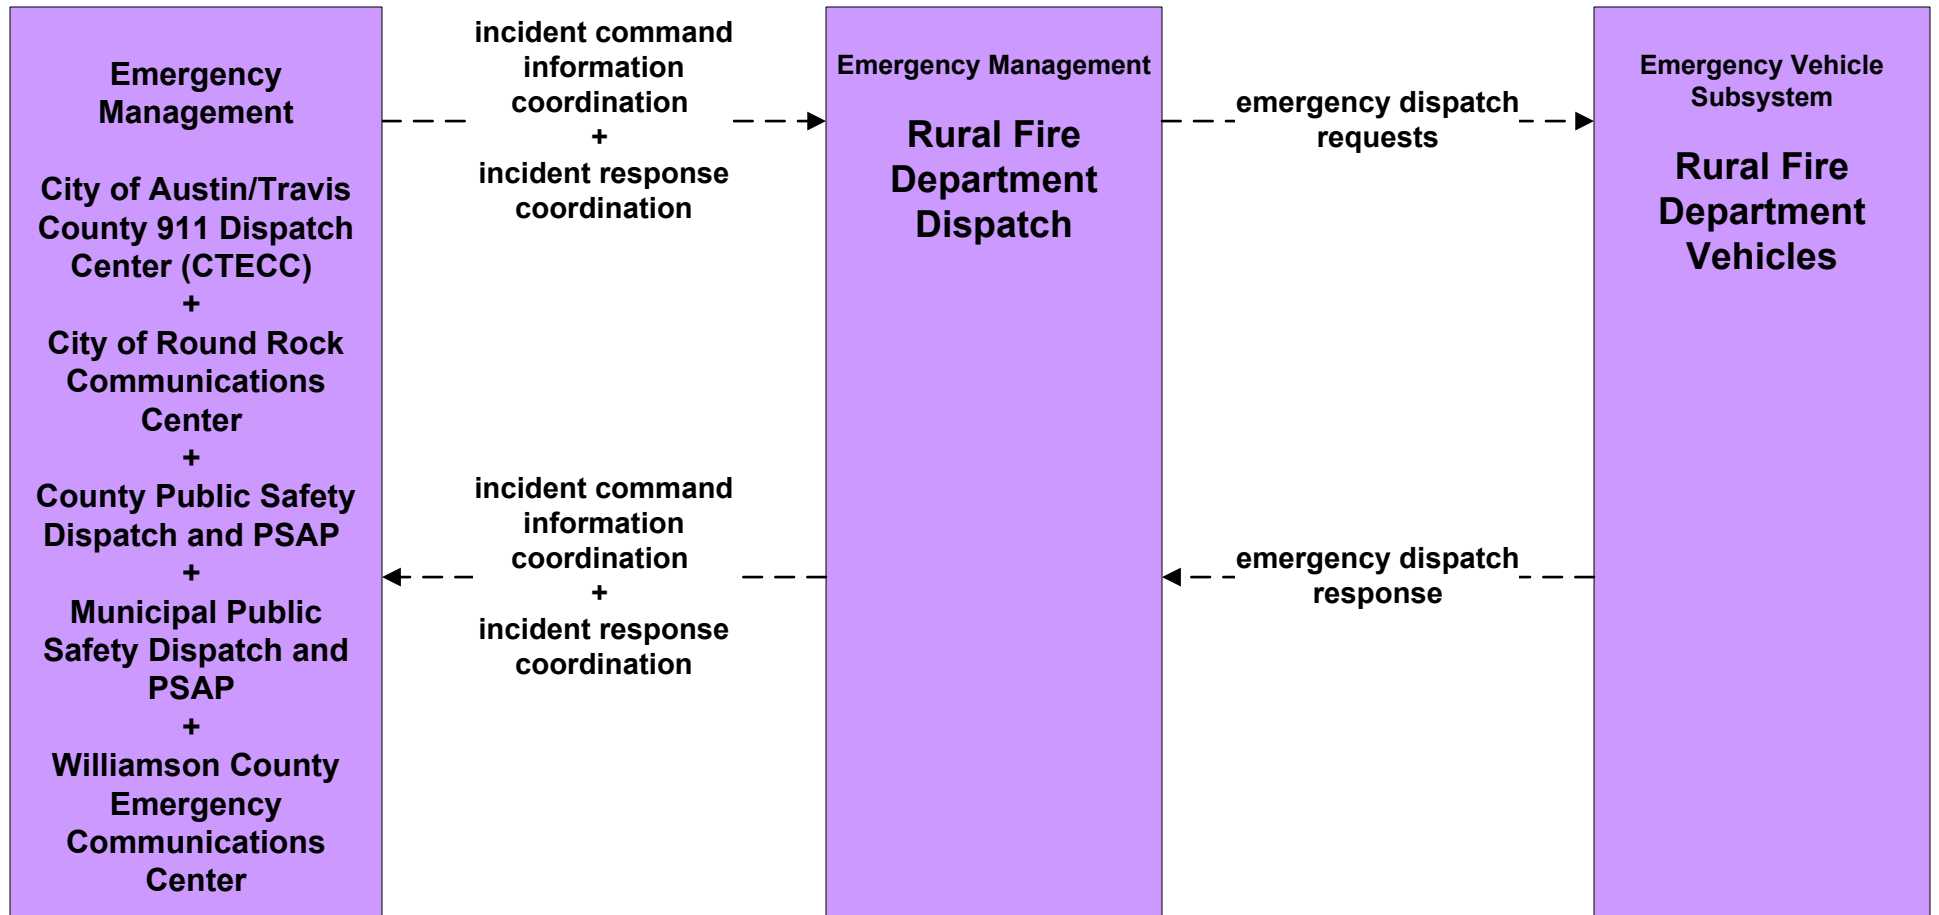 Emergency
Management
City of Austin/Travis
County 911 Dispatch
Center (CTECC)
+
City of Round Rock
Communications
Center
+
County Public Safety
Dispatch and PSAP
+
Municipal Public
Safety Dispatch and
PSAP
+
Williamson County
Emergency
Communications
Center
incident command
information
coordination
+
incident response
coordination
incident command
information
coordination
+
incident response
coordination
Emergency Management
Rural Fire
Department
Dispatch
emergency dispatch
requests
emergency dispatch
response
Emergency Vehicle
Subsystem
Rural Fire
Department
Vehicles